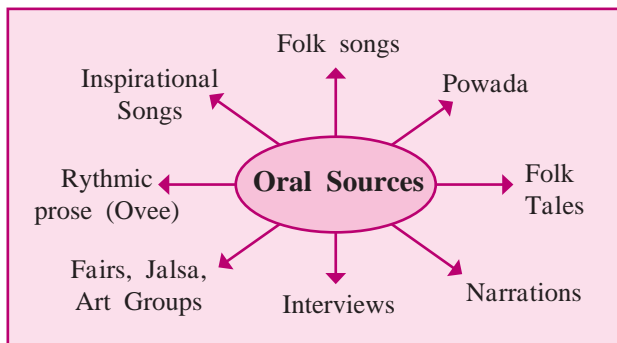 Folk songs
Inspirational
Songs
Powada
Rythmic
prose (Ovee)
Oral Sources
Folk
Tales
Fairs, Jalsa,
Art Groups
Interviews
Narrations